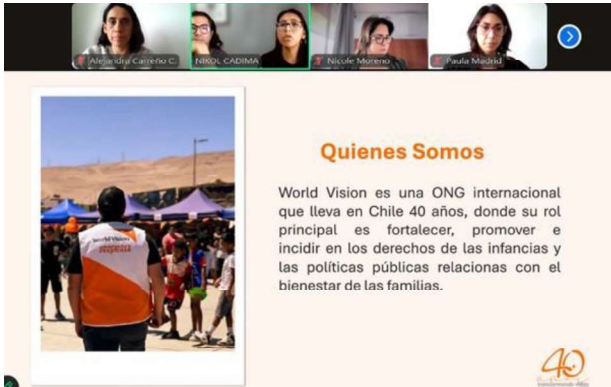 Alejandra Carreño C.
NIKOL CADIMA
Nicole Moreno
Paula Madrid
Quienes Somos
World Vision es una ONG internacional
que lleva en Chile 40 años, donde su rol
principal es fortalecer, promover e
incidir en los derechos de las infancias y
las políticas públicas relacionas con el
bienestar de las familias.
World Vision
40